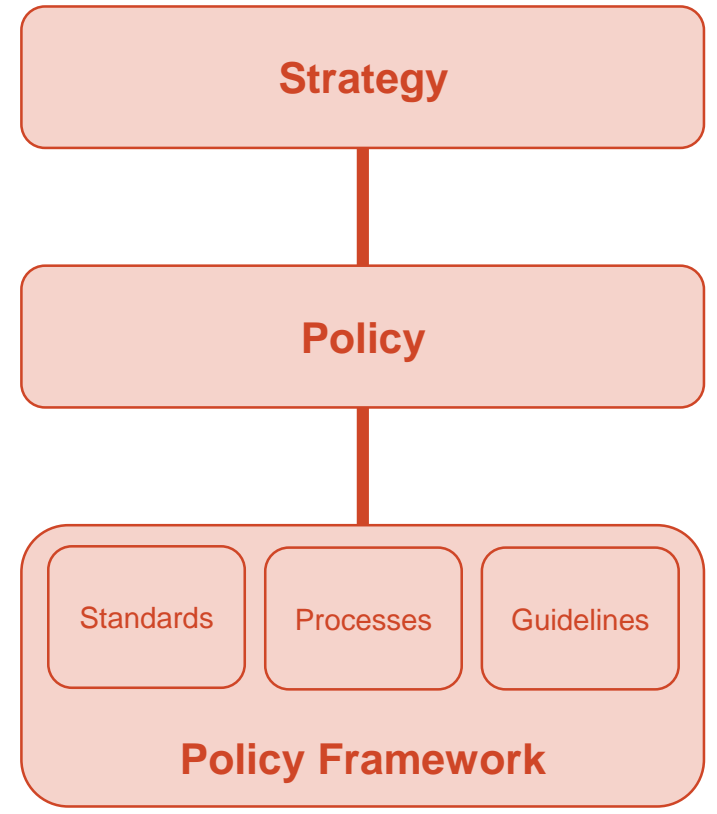 Strategy
Policy
Standards
Processes
Guidelines
Policy Framework